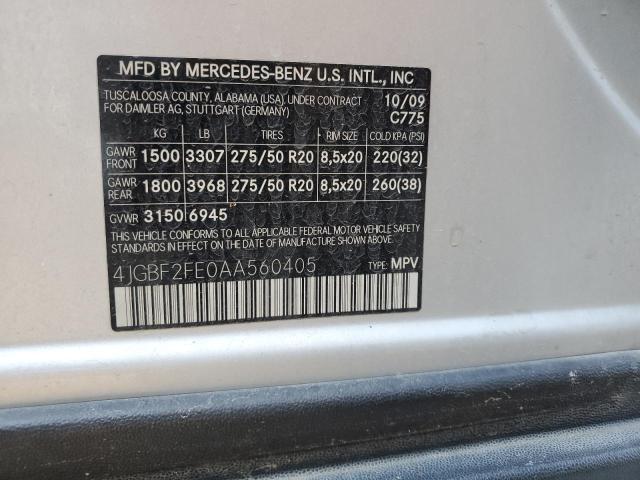 MFD BY MERCEDES-BENZ U.S. INTL., INC
TUSCALOOSA COUNTY, ALABAMA (USA), UNDER CONTRACT 10/09
FOR DAIMLER AG, STUTTGART (GERMANY) C775
KG LB TIRES RIM SIZE COLD KPA (PSI)
GAWR FRONT 1500 3307 275/50 R20 8,5x20 220(32)
GAWR REAR 1800 3968 275/50 R20 8,5x20 260(38)
GVWR 3150 6945
THIS VEHICLE CONFORMS TO ALL APPLICABLE FEDERAL MOTOR VEHICLE SAFETY
STANDARDS IN EFFECT ON THE DATE OF MANUFACTURE SHOWN ABOVE.
4JGBF2FE0AA560405 TYPE: MPV